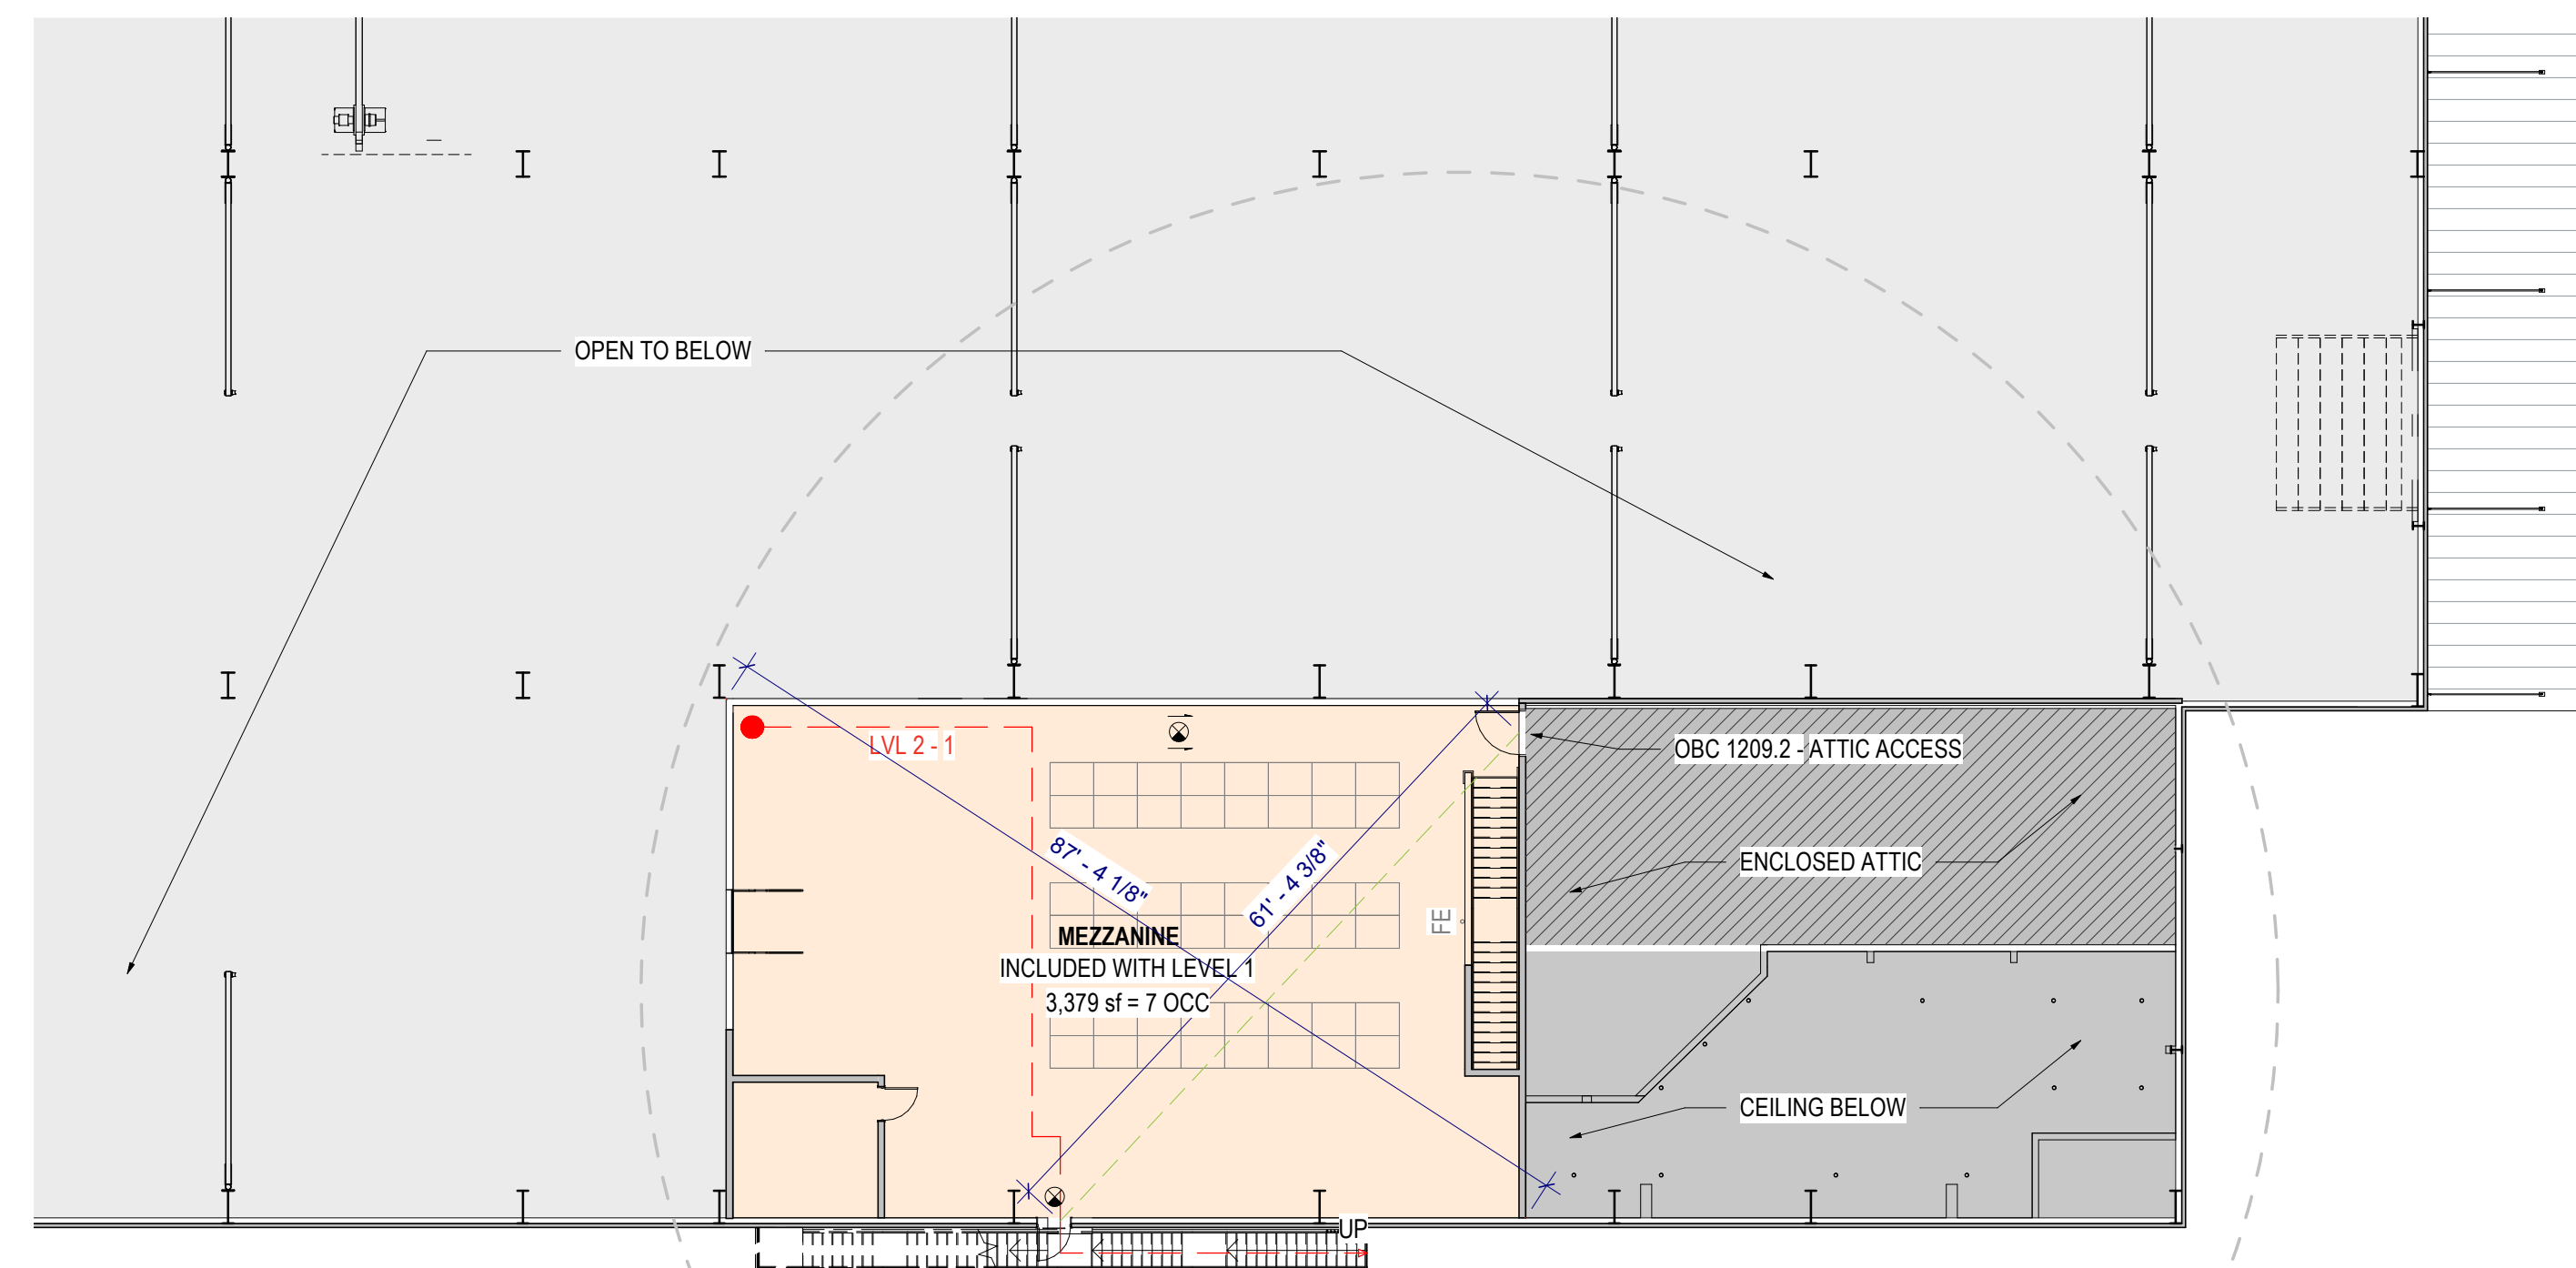 OPEN TO BELOW
LVL 2 - 1
OBC 1209.2 - ATTIC ACCESS
87' - 4 1/8"
61' - 4 3/8"
ENCLOSED ATTIC
FE
MEZZANINE
INCLUDED WITH LEVEL 1
3,379 sf = 7 OCC
CEILING BELOW
UP